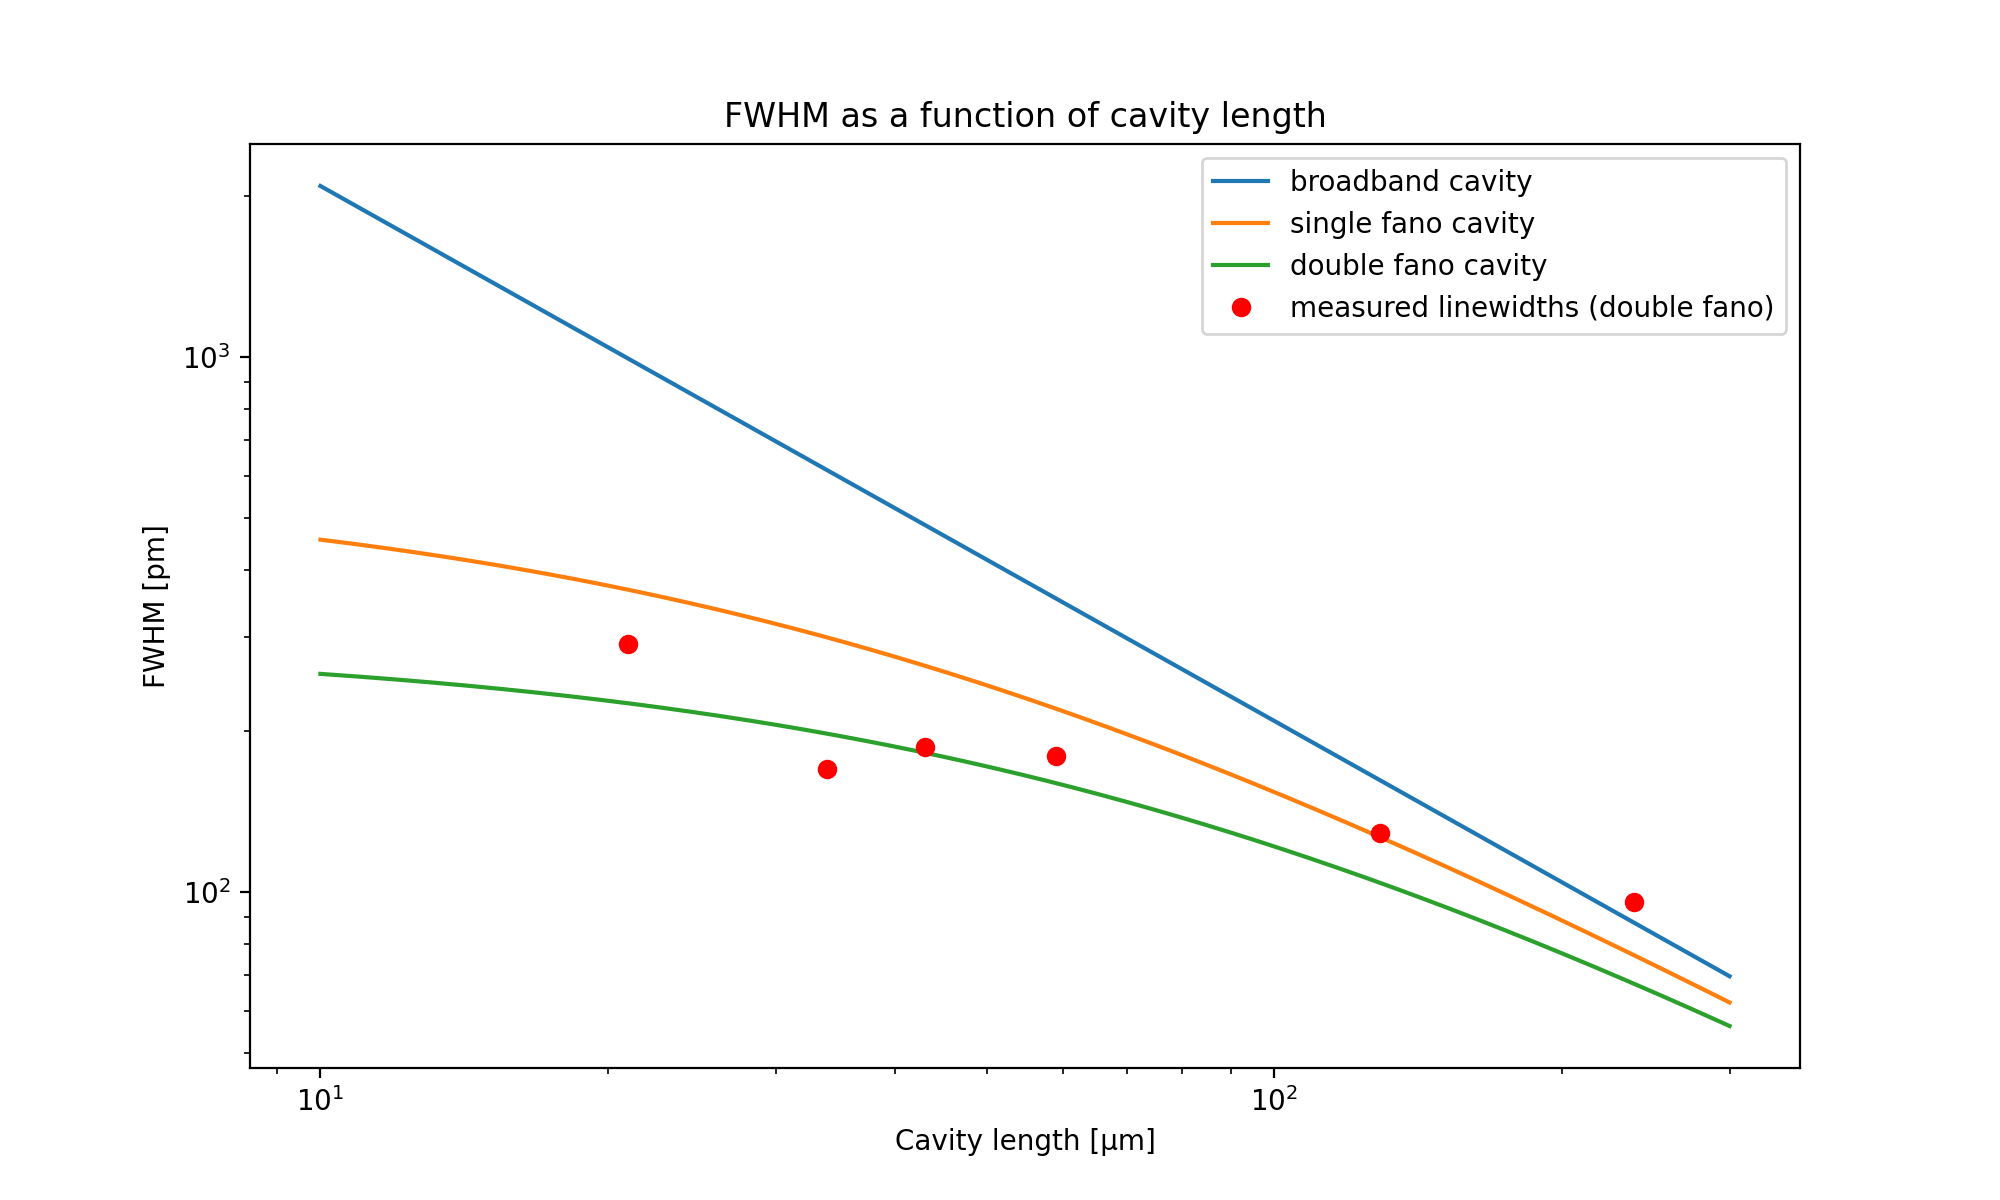 FWHM as a function of cavity length
broadband cavity
single fano cavity
double fano cavity
measured linewidths (double fano)
FWHM [pm]
10³
10²
10¹
10²
Cavity length [μm]